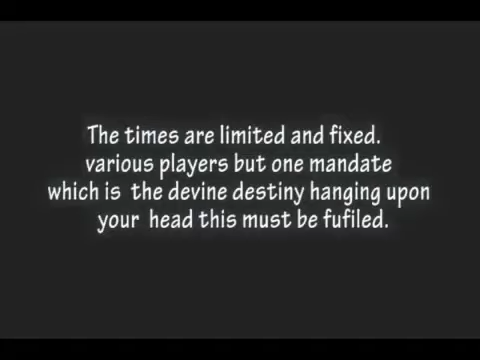 The times are limited and fixed.
various players but one mandate
which is the devine destiny hanging upon
your head this must be fufiled.